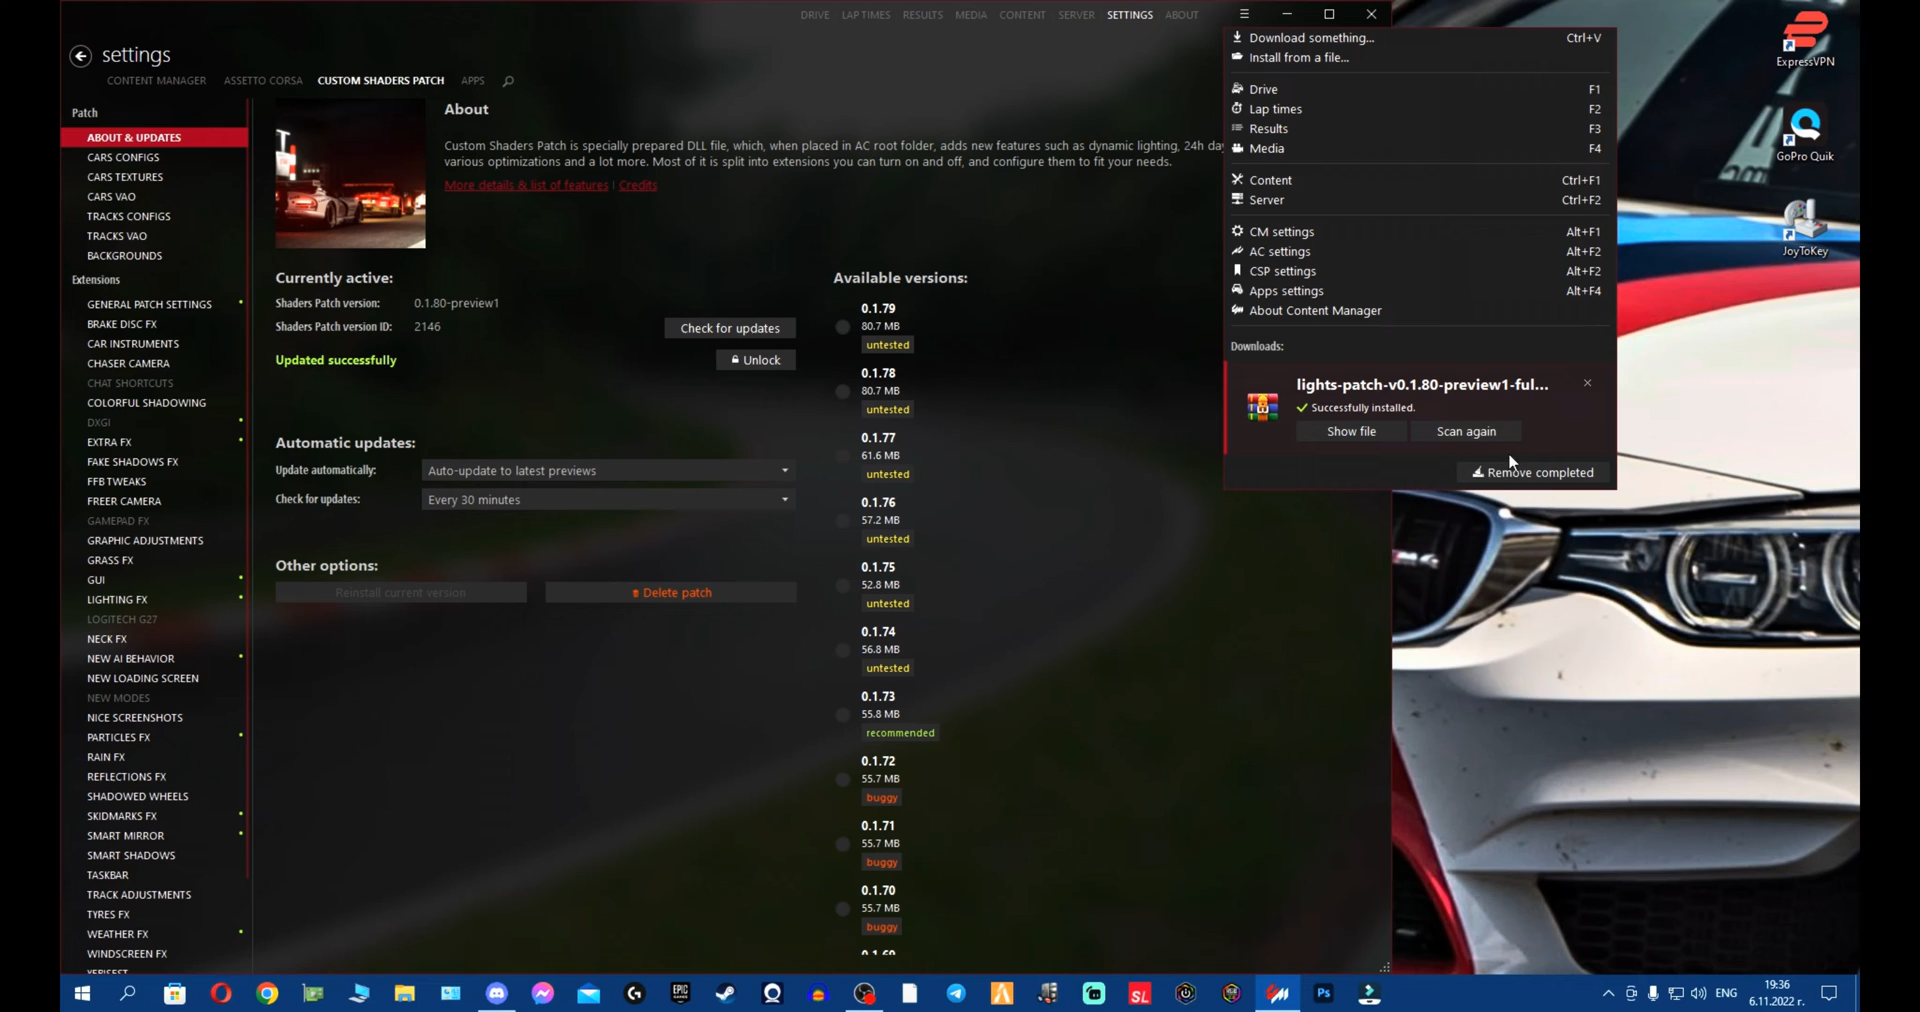 DRIVE LAP TIMES RESULTS MEDIA CONTENT SERVER SETTINGS ABOUT
settings
CONTENT MANAGER ASSETTO CORSA CUSTOM SHADERS PATCH APPS
Patch
ABOUT & UPDATES
CARS CONFIGS
CARS TEXTURES
CARS VAO
TRACKS CONFIGS
TRACKS VAO
BACKGROUNDS
Extensions
GENERAL PATCH SETTINGS
BRAKE DISC FX
CAR INSTRUMENTS
CHASER CAMERA
CHAT SHORTCUTS
COLORFUL SHADOWING
DXGI
EXTRA FX
FAKE SHADOWS FX
FFB TWEAKS
FREER CAMERA
GAMEPAD FX
GRAPHIC ADJUSTMENTS
GRASS FX
GUI
LIGHTING FX
LOGITECH G27
NECK FX
NEW AI BEHAVIOR
NEW LOADING SCREEN
NEW MODES
NICE SCREENSHOTS
PARTICLES FX
RAIN FX
REFLECTIONS FX
SHADOWED WHEELS
SKIDMARKS FX
SMART MIRROR
SMART SHADOWS
TASKBAR
TRACK ADJUSTMENTS
TYRES FX
WEATHER FX
WINDSCREEN FX
About
Custom Shaders Patch is specially prepared DLL file, which, when placed in AC root folder, adds new features such as dynamic lighting, 24h day
various optimizations and a lot more. Most of it is split into extensions you can turn on and off, and configure them to fit your needs.
More details & list of features | Credits
Currently active:
Shaders Patch version: 0.1.80-preview1
Shaders Patch version ID: 2146
Check for updates
Updated successfully
Unlock
Automatic updates:
Update automatically: Auto-update to latest previews
Check for updates: Every 30 minutes
Other options:
Reinstall current version
Delete patch
Available versions:
0.1.79
80.7 MB
untested
0.1.78
80.7 MB
untested
0.1.77
61.6 MB
untested
0.1.76
57.2 MB
untested
0.1.75
52.8 MB
untested
0.1.74
56.8 MB
untested
0.1.73
55.8 MB
recommended
0.1.72
55.7 MB
buggy
0.1.71
55.7 MB
buggy
0.1.70
55.7 MB
buggy
Download something... Ctrl+V
Install from a file...
Drive F1
Lap times F2
Results F3
Media F4
Content Ctrl+F1
Server Ctrl+F2
CM settings Alt+F1
AC settings Alt+F2
CSP settings Alt+F2
Apps settings Alt+F4
About Content Manager
Downloads:
lights-patch-v0.1.80-preview1-ful...
Successfully installed.
Show file
Scan again
Remove completed
ExpressVPN
GoPro Quik
JoyToKey
EPIC
SL
Ps
ENG
19:36
6.11.2022 г.